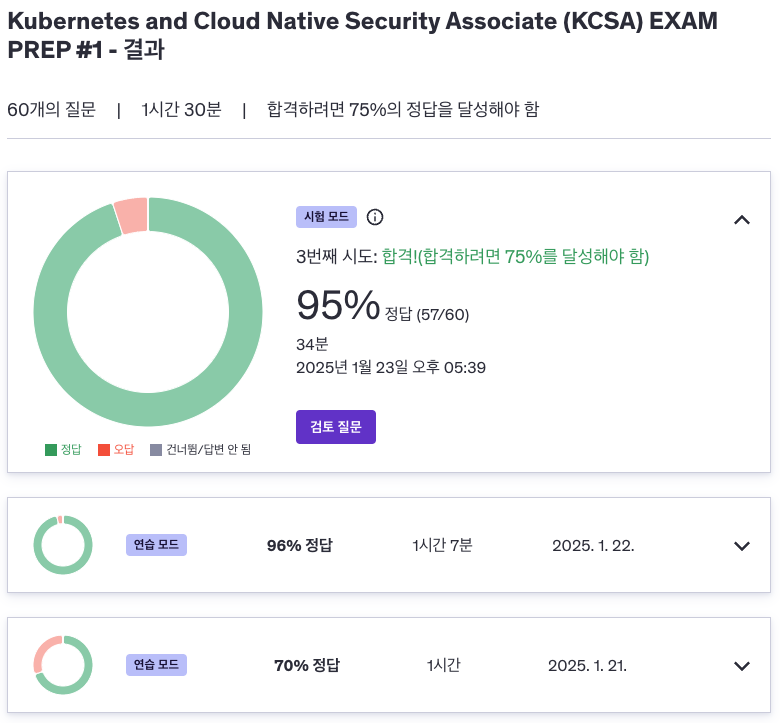 Kubernetes and Cloud Native Security Associate (KCSA) EXAM
PREP #1 - 결과
60개의 질문 | 1시간 30분 | 합격하려면 75%의 정답을 달성해야 함
시험 모드
3번째 시도: 합격!(합격하려면 75%를 달성해야 함)
95% 정답 (57/60)
34분
2025년 1월 23일 오후 05:39
검토 질문
정답 오답 건너뜀/답변 안 됨
연습 모드 96% 정답 1시간 7분 2025. 1. 22.
연습 모드 70% 정답 1시간 2025. 1. 21.